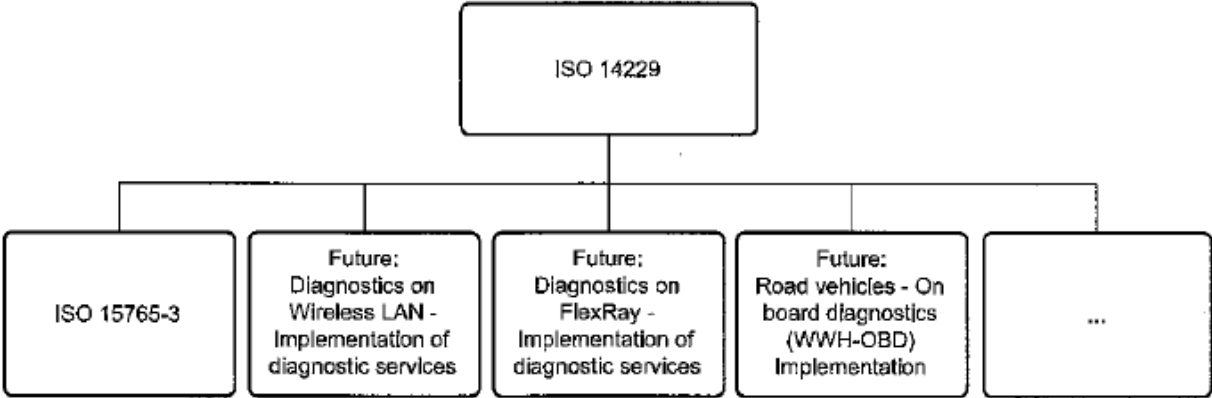 ISO 14229
ISO 15765-3
Future:
Diagnostics on
Wireless LAN -
Implementation of
diagnostic services
Future:
Diagnostics on
FlexRay -
Implementation of
diagnostic services
Future:
Road vehicles - On
board diagnostics
(WWH-OBD)
Implementation
...